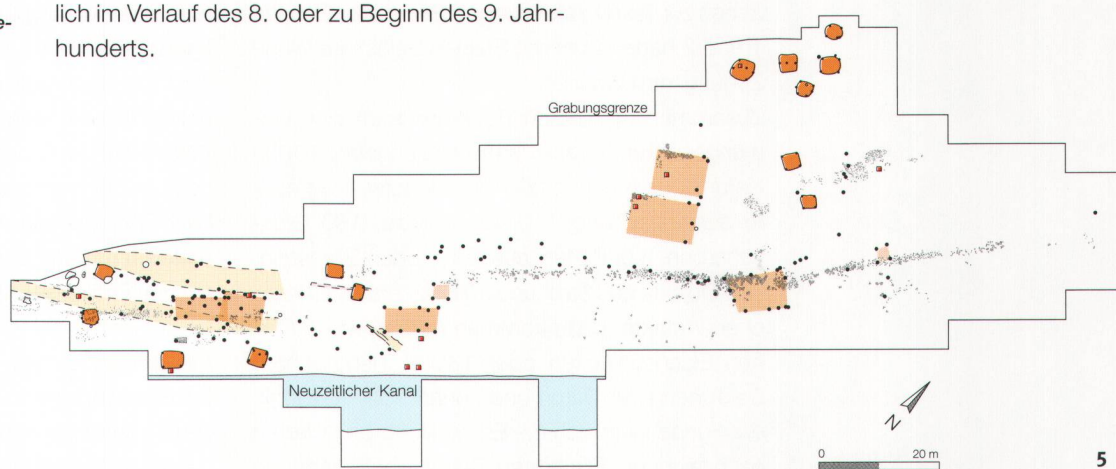 e-
lich im Verlauf des 8. oder zu Beginn des 9. Jahr-
hunderts.
Grabungsgrenze
Neuzeitlicher Kanal
N
0 20 m
5